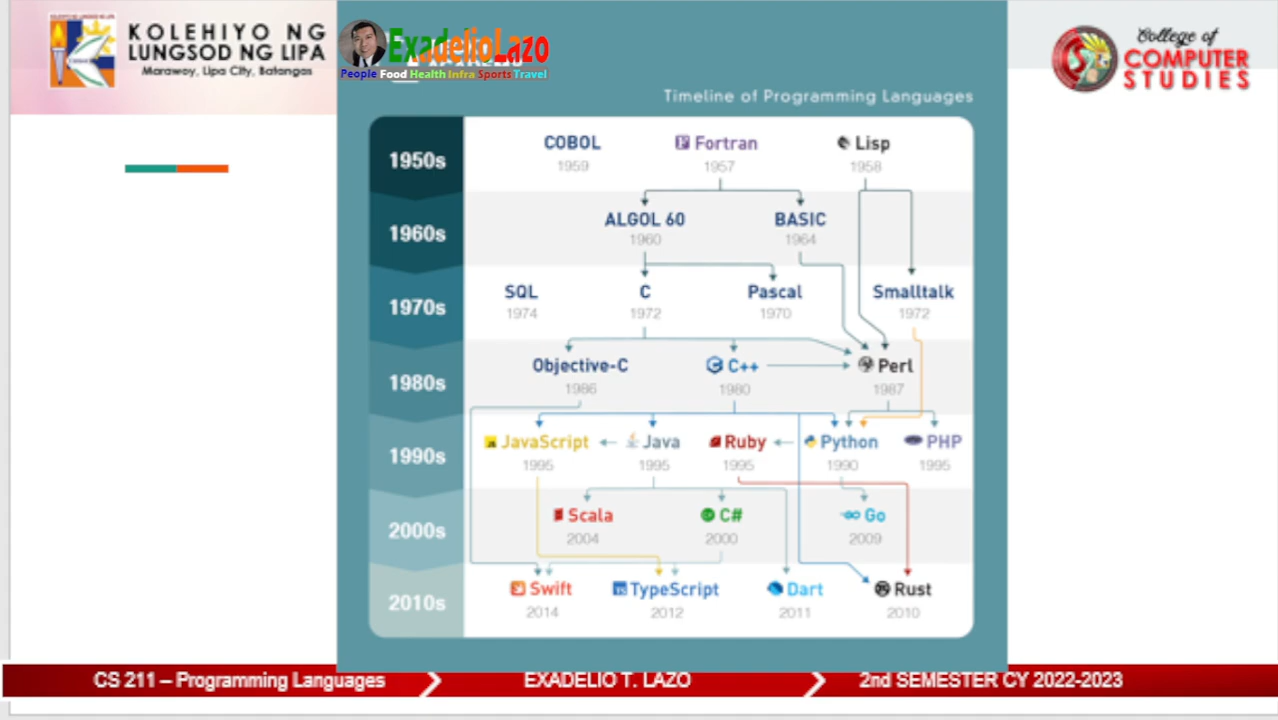 KOLEHIYO NG
LUNGSOD NG LIPA
Marawoy, Lipa City, Batangas
ExadelioLazo
People Food Health Infra Sports Travel
College of
COMPUTER
STUDIES
Timeline of Programming Languages
1950s
COBOL
1959
Fortran
1957
Lisp
1958
1960s
ALGOL 60
1960
BASIC
1964
1970s
SQL
1974
C
1972
Pascal
1970
Smalltalk
1972
1980s
Objective-C
1986
C++
1980
Perl
1987
1990s
JS JavaScript
1995
Java
1995
Ruby
1995
Python
1990
PHP
1995
2000s
Scala
2004
C#
2000
Go
2009
2010s
Swift
2014
TS TypeScript
2012
Dart
2011
Rust
2010
CS 211 – Programming Languages
EXADELIO T. LAZO
2nd SEMESTER CY 2022-2023